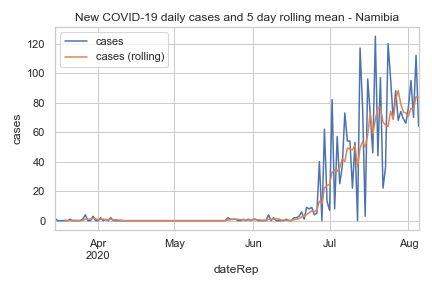 New COVID-19 daily cases and 5 day rolling mean - Namibia
cases
cases (rolling)
120
100
80
60
40
20
0
cases
Apr May Jun Jul Aug
2020
dateRep